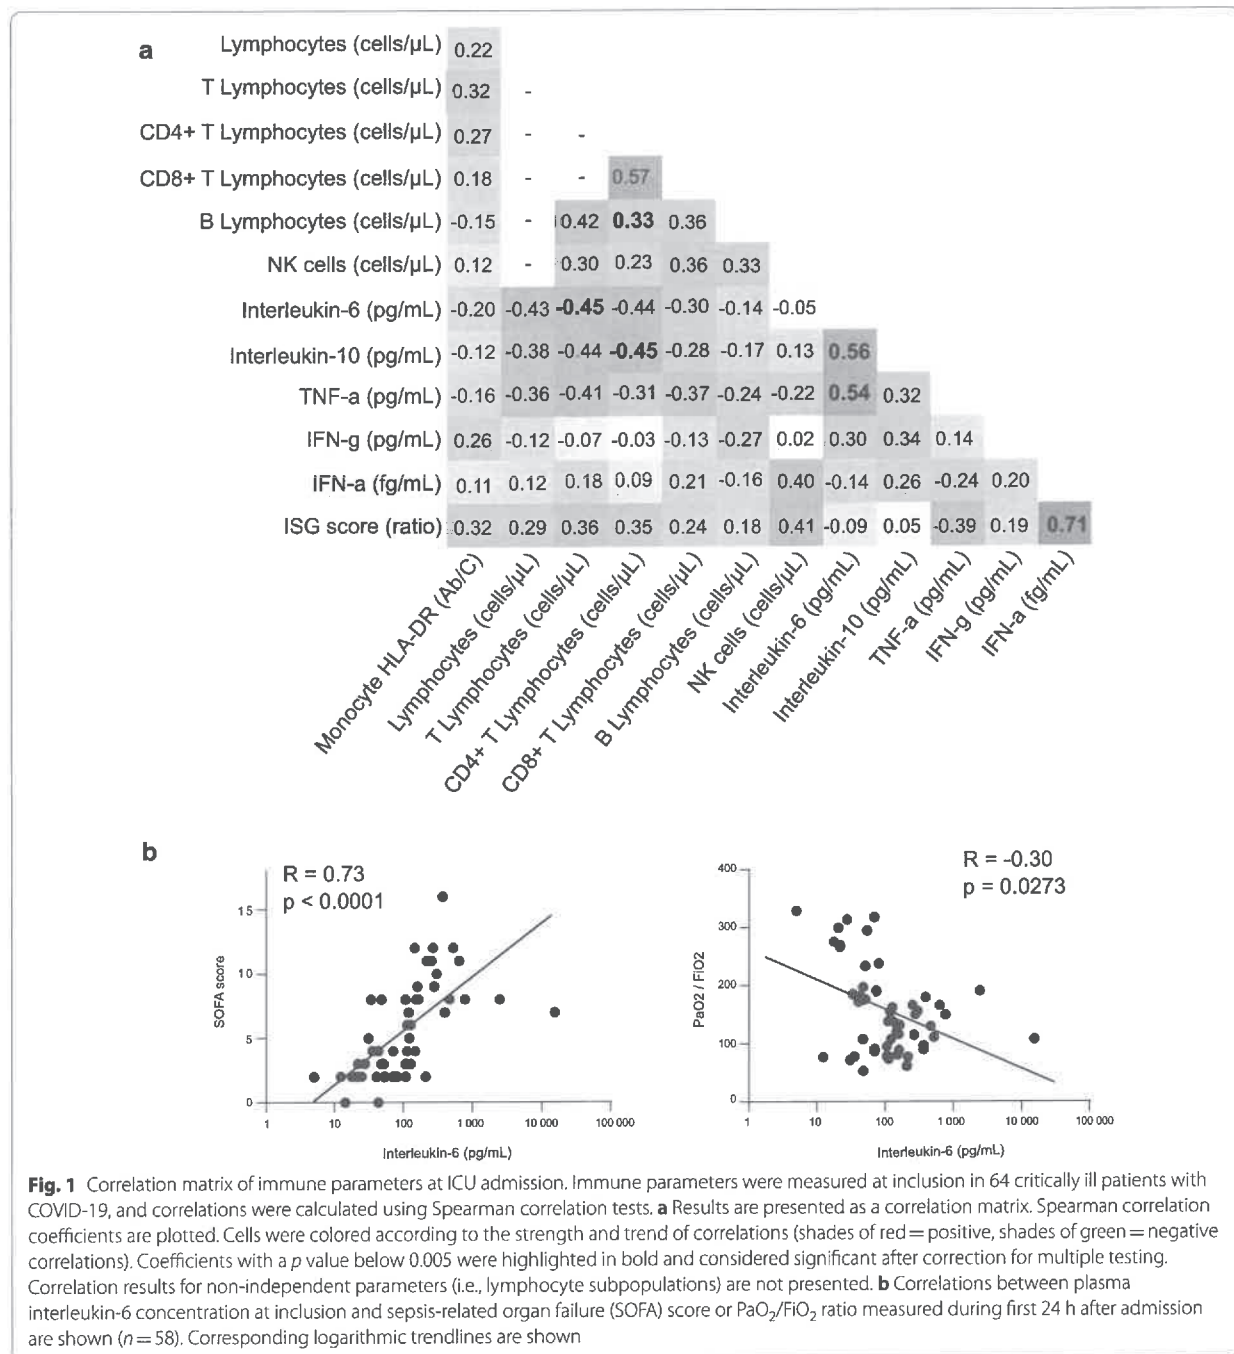 a
Lymphocytes (cells/µL) 0.22
T Lymphocytes (cells/µL) 0.32 -
CD4+ T Lymphocytes (cells/µL) 0.27 - -
CD8+ T Lymphocytes (cells/µL) 0.18 - - 0.57
B Lymphocytes (cells/µL) -0.15 - 0.42 0.33 0.36
NK cells (cells/µL) 0.12 - 0.30 0.23 0.36 0.33
Interleukin-6 (pg/mL) -0.20 -0.43 -0.45 -0.44 -0.30 -0.14 -0.05
Interleukin-10 (pg/mL) -0.12 -0.38 -0.44 -0.45 -0.28 -0.17 0.13 0.56
TNF-a (pg/mL) -0.16 -0.36 -0.41 -0.31 -0.37 -0.24 -0.22 0.54 0.32
IFN-g (pg/mL) 0.26 -0.12 -0.07 -0.03 -0.13 -0.27 0.02 0.30 0.34 0.14
IFN-a (fg/mL) 0.11 0.12 0.18 0.09 0.21 -0.16 0.40 -0.14 0.26 -0.24 0.20
ISG score (ratio) 0.32 0.29 0.36 0.35 0.24 0.18 0.41 -0.09 0.05 -0.39 0.19 0.71
Monocyte HLA-DR (Ab/C)
Lymphocytes (cells/µL)
T Lymphocytes (cells/µL)
CD4+ T Lymphocytes (cells/µL)
CD8+ T Lymphocytes (cells/µL)
B Lymphocytes (cells/µL)
NK cells (cells/µL)
Interleukin-6 (pg/mL)
Interleukin-10 (pg/mL)
TNF-a (pg/mL)
IFN-g (pg/mL)
IFN-a (fg/mL)
b
R = 0.73
p < 0.0001
SOFA score
15
10
5
0
1 10 100 1 000 10 000 100 000
Interleukin-6 (pg/mL)
R = -0.30
p = 0.0273
PaO2 / FiO2
400
300
200
100
0
1 10 100 1 000 10 000 100 000
Interleukin-6 (pg/mL)
Fig. 1 Correlation matrix of immune parameters at ICU admission. Immune parameters were measured at inclusion in 64 critically ill patients with
COVID-19, and correlations were calculated using Spearman correlation tests. a Results are presented as a correlation matrix. Spearman correlation
coefficients are plotted. Cells were colored according to the strength and trend of correlations (shades of red = positive, shades of green = negative
correlations). Coefficients with a p value below 0.005 were highlighted in bold and considered significant after correction for multiple testing.
Correlation results for non-independent parameters (i.e., lymphocyte subpopulations) are not presented. b Correlations between plasma
interleukin-6 concentration at inclusion and sepsis-related organ failure (SOFA) score or PaO₂/FiO₂ ratio measured during first 24 h after admission
are shown (n = 58). Corresponding logarithmic trendlines are shown